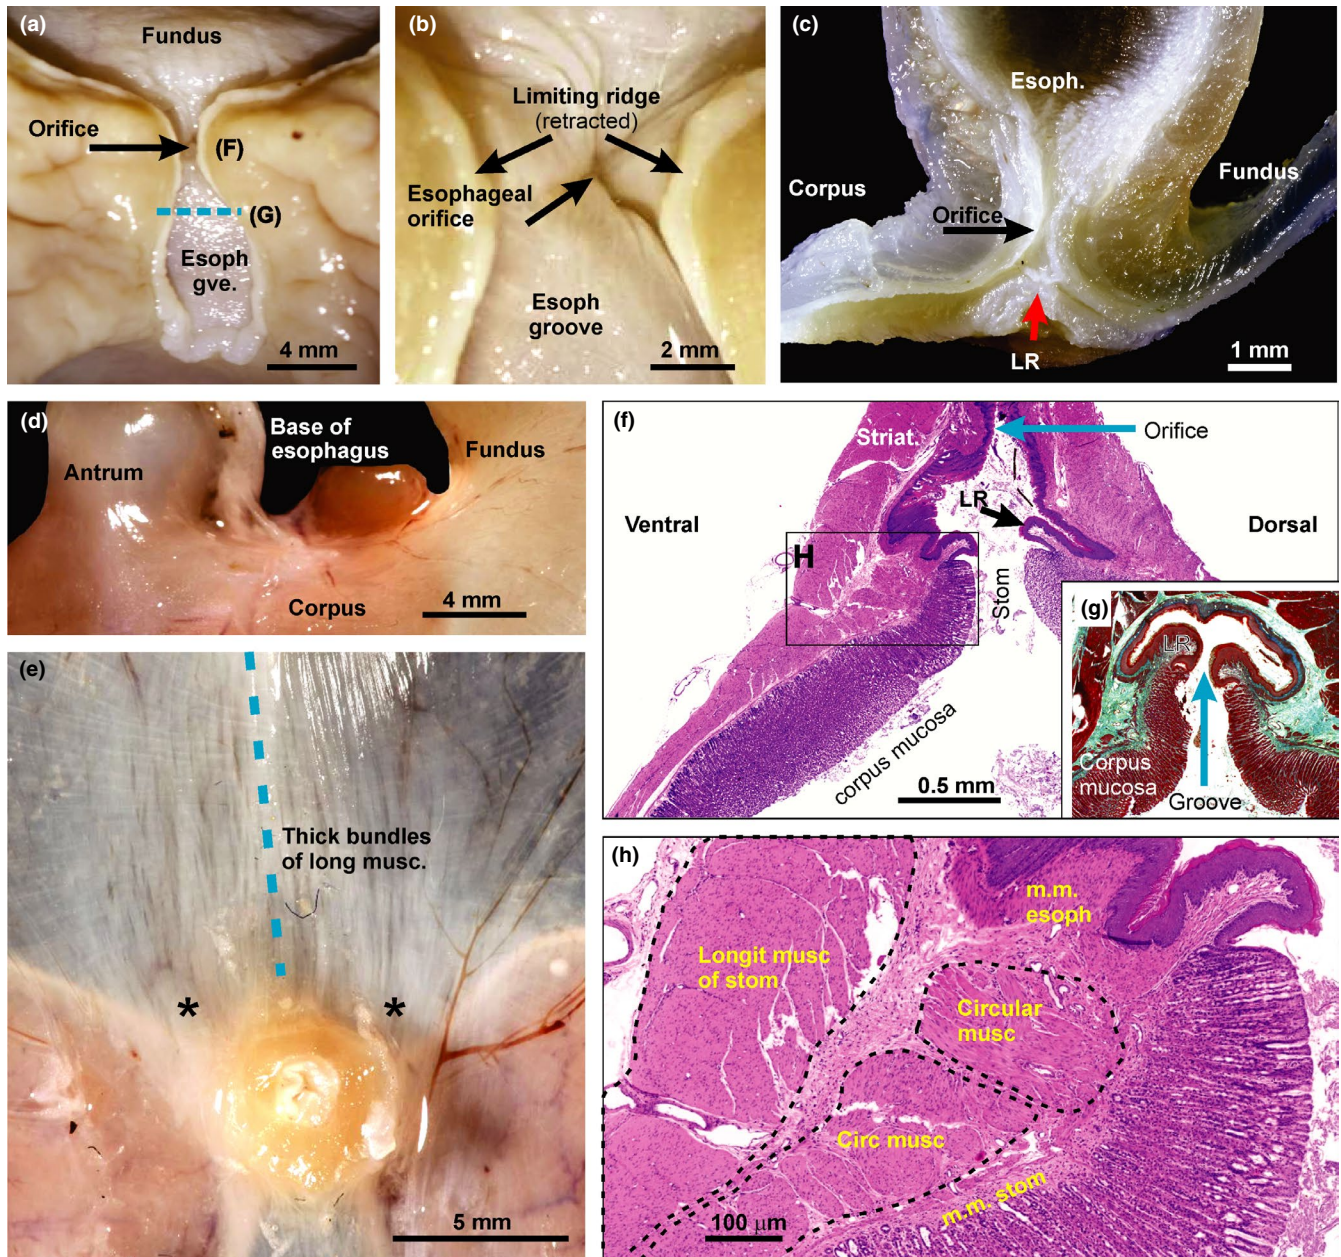 (a)
Fundus
Orifice
(F)
(G)
Esoph
gve.
4 mm
(b)
Limiting ridge
(retracted)
Esophageal
orifice
Esoph
groove
2 mm
(c)
Esoph.
Corpus
Fundus
Orifice
LR
1 mm
(d)
Base of
esophagus
Fundus
Antrum
Corpus
4 mm
(e)
Thick bundles
of long musc.
*
*
5 mm
(f)
Striat.
Orifice
LR
Ventral
Dorsal
H
Stom
corpus mucosa
0.5 mm
(g)
LR
Corpus
mucosa
Groove
(h)
m.m.
esoph
Longit musc
of stom
Circular
musc
Circ musc
m.m. stom
100 μm